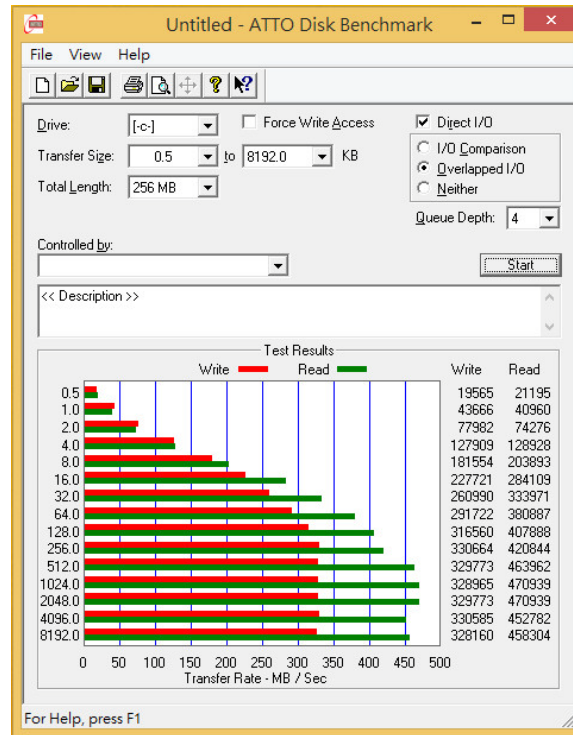 Untitled - ATTO Disk Benchmark
File View Help
Drive: [-c-] Force Write Access Direct I/O
Transfer Size: 0.5 to 8192.0 KB I/O Comparison
Overlapped I/O
Total Length: 256 MB Neither
Queue Depth: 4
Controlled by:
Start
<< Description >>
Test Results
Write Read Write Read
0.5 19565 21195
1.0 43666 40960
2.0 77982 74276
4.0 127909 128928
8.0 181554 203893
16.0 227721 284109
32.0 260990 333971
64.0 291722 380887
128.0 316560 407888
256.0 330664 420844
512.0 329773 463962
1024.0 328965 470939
2048.0 329773 470939
4096.0 330585 452782
8192.0 328160 458304
0 50 100 150 200 250 300 350 400 450 500
Transfer Rate - MB / Sec
For Help, press F1